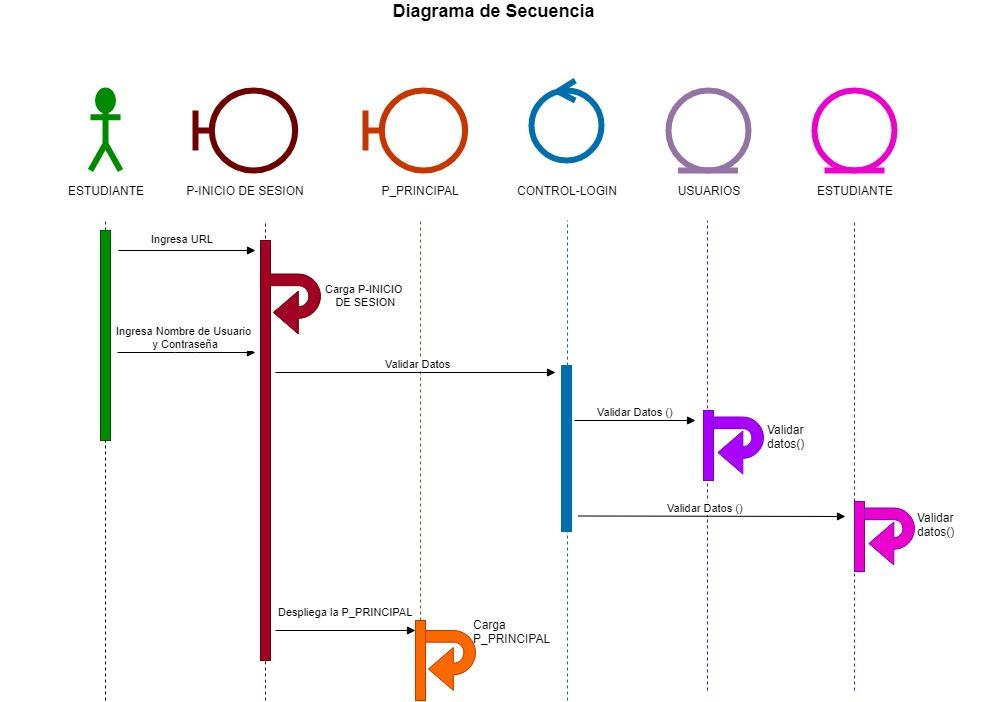 Diagrama de Secuencia
ESTUDIANTE
P-INICIO DE SESION
P_PRINCIPAL
CONTROL-LOGIN
USUARIOS
ESTUDIANTE
Ingresa URL
Carga P-INICIO
DE SESION
Ingresa Nombre de Usuario
y Contraseña
Validar Datos
Validar Datos ()
Validar
datos()
Validar Datos ()
Validar
datos()
Despliega la P_PRINCIPAL
Carga
P_PRINCIPAL